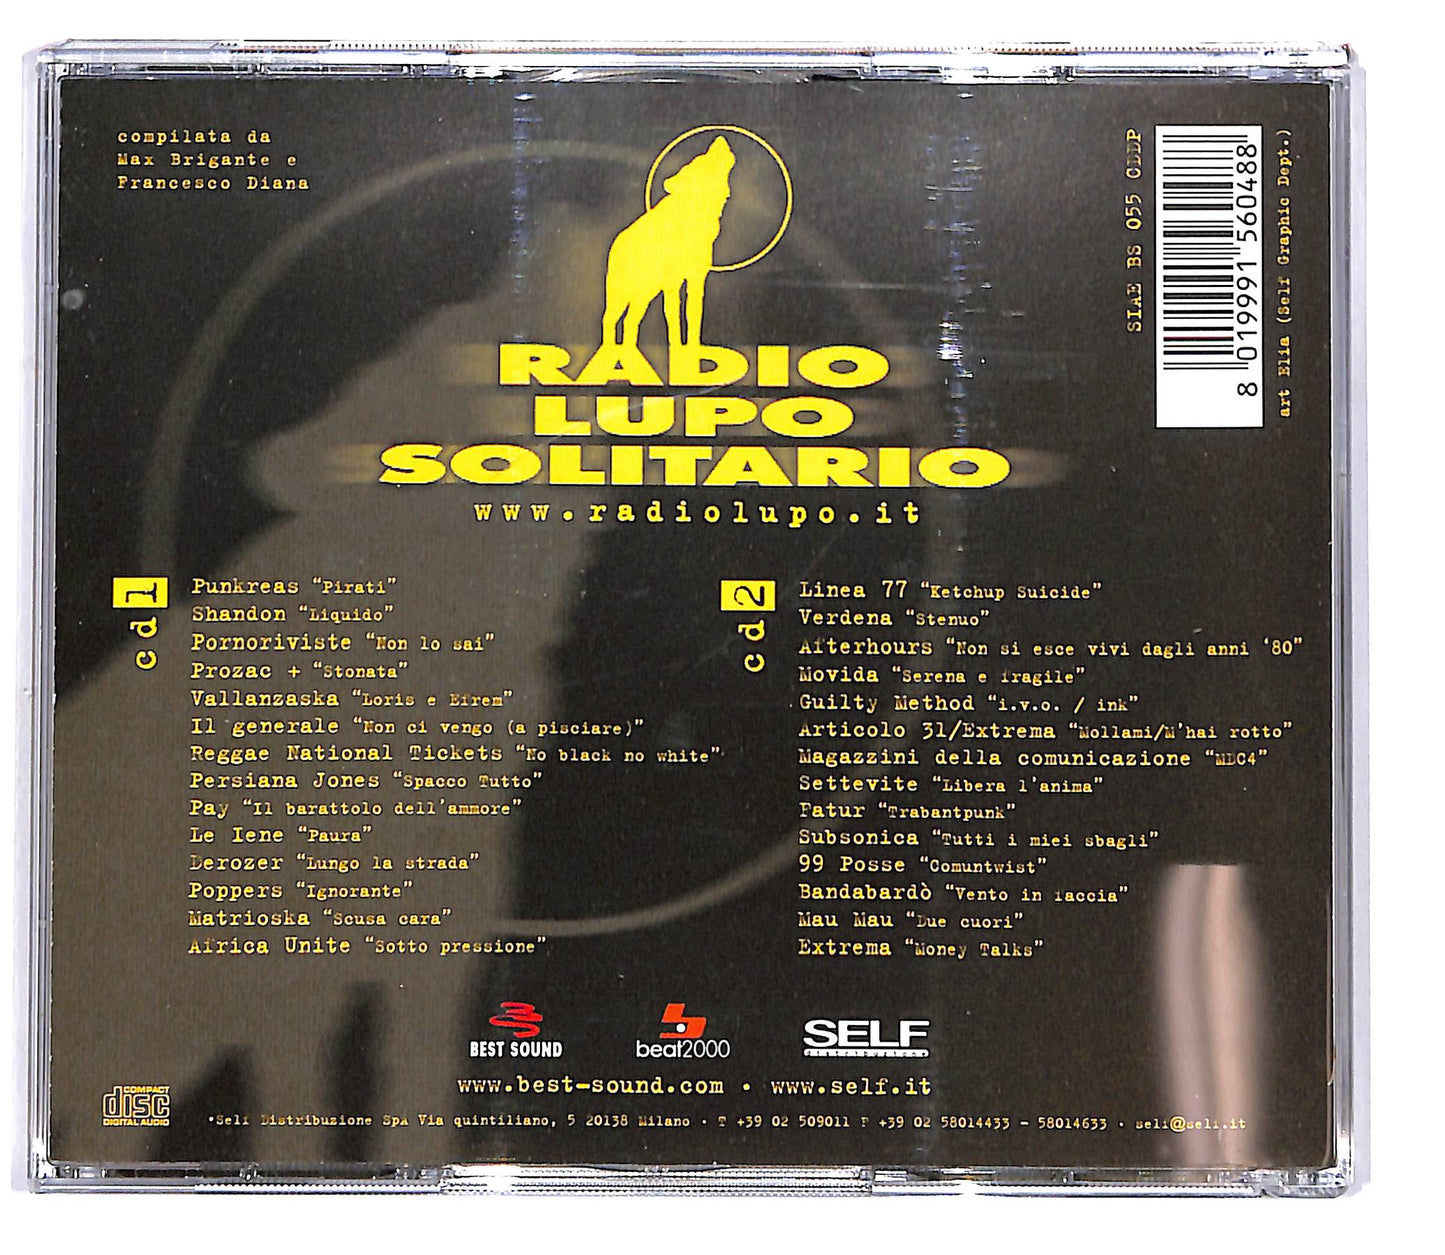 compilata da
Max Brigante e
Francesco Diana
SIAE BS 055 CDDP
8 019991 560488
art Elia (Self Graphic Dept.)
RADIO
LUPO
SOLITARIO
www.radiolupo.it
cd1
Punkreas “Pirati”
Shandon “Liquido”
Pornoriviste “Non lo sai”
Prozac + “Stonata”
Vallanzaska “Loris e Efrem”
Il generale “Non ci vengo (a pisciare)”
Reggae National Tickets “No black no white”
Persiana Jones “Spacco Tutto”
Pay “Il barattolo dell'ammore”
Le Iene “Paura”
Derozer “Lungo la strada”
Poppers “Ignorante”
Matrioska “Scusa cara”
Africa Unite “Sotto pressione”
cd2
Linea 77 “Ketchup Suicide”
Verdena “Stenuo”
Afterhours “Non si esce vivi dagli anni ‘80”
Movida “Serena e fragile”
Guilty Method “i.v.o. / ink”
Articolo 31/Extrema “Mollami/M'hai rotto”
Magazzini della comunicazione “MDC4”
Settevite “Libera l'anima”
Fatur “Trabantpunk”
Subsonica “Tutti i miei sbagli”
99 Posse “Comuntwist”
Bandabardò “Vento in faccia”
Mau Mau “Due cuori”
Extrema “Money Talks”
BEST SOUND
beat2000
SELF
distribuzione
www.best-sound.com • www.self.it
COMPACT
disc
DIGITAL AUDIO
•Self Distribuzione SpA Via quintiliano, 5 20138 Milano • T +39 02 509011 F +39 02 58014433 - 58014633 • self@self.it